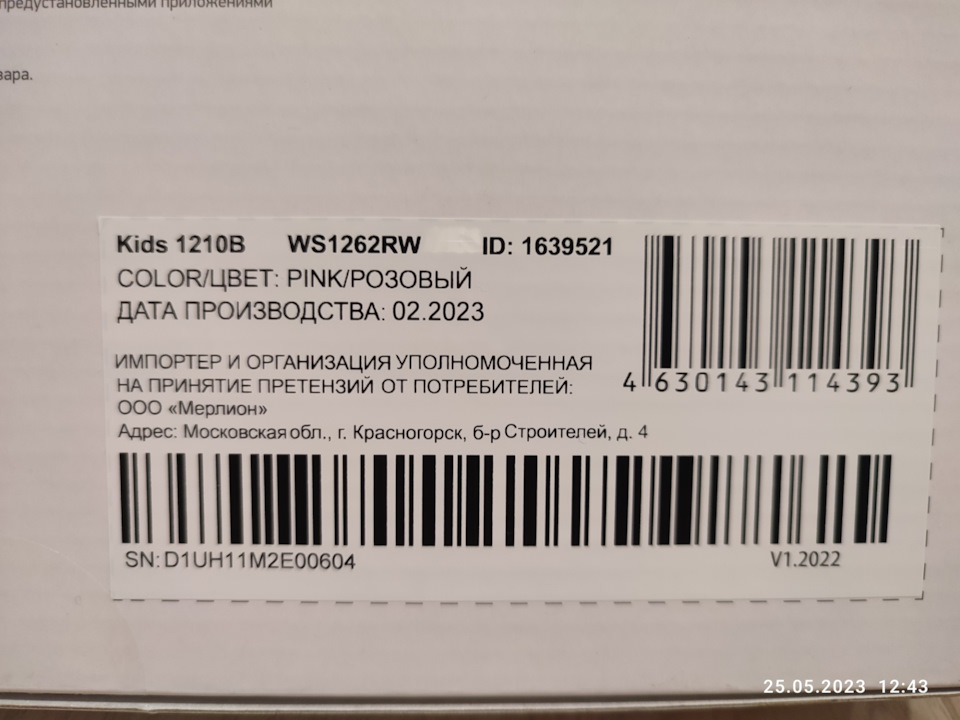 предустановленными приложениями
вара.
Kids 1210B WS1262RW ID: 1639521
COLOR/ЦВЕТ: PINK/РОЗОВЫЙ
ДАТА ПРОИЗВОДСТВА: 02.2023
ИМПОРТЕР И ОРГАНИЗАЦИЯ УПОЛНОМОЧЕННАЯ
НА ПРИНЯТИЕ ПРЕТЕНЗИЙ ОТ ПОТРЕБИТЕЛЕЙ:
ООО «Мерлион»
Адрес: Московская обл., г. Красногорск, б-р Строителей, д. 4
4 630143 114393
SN: D1UH11M2E00604
V1.2022
25.05.2023 12:43